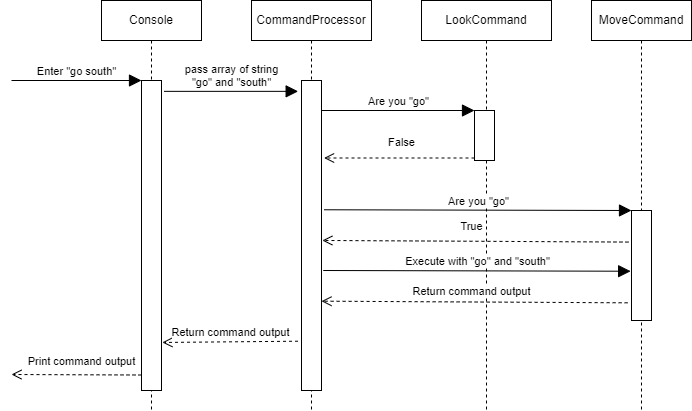 Console
CommandProcessor
LookCommand
MoveCommand
Enter "go south"
pass array of string
"go" and "south"
Are you "go"
False
Are you "go"
True
Execute with "go" and "south"
Return command output
Return command output
Print command output